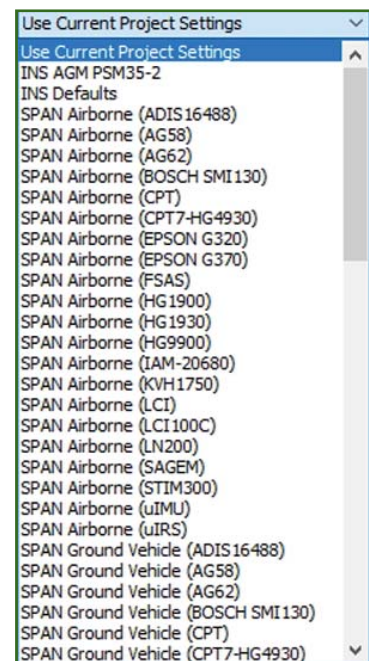 Use Current Project Settings
Use Current Project Settings
INS AGM PSM35-2
INS Defaults
SPAN Airborne (ADIS16488)
SPAN Airborne (AG58)
SPAN Airborne (AG62)
SPAN Airborne (BOSCH SMI130)
SPAN Airborne (CPT)
SPAN Airborne (CPT7-HG4930)
SPAN Airborne (EPSON G320)
SPAN Airborne (EPSON G370)
SPAN Airborne (FSAS)
SPAN Airborne (HG1900)
SPAN Airborne (HG1930)
SPAN Airborne (HG9900)
SPAN Airborne (IAM-20680)
SPAN Airborne (KVH1750)
SPAN Airborne (LCI)
SPAN Airborne (LCI100C)
SPAN Airborne (LN200)
SPAN Airborne (SAGEM)
SPAN Airborne (STIM300)
SPAN Airborne (uIMU)
SPAN Airborne (uIRS)
SPAN Ground Vehicle (ADIS16488)
SPAN Ground Vehicle (AG58)
SPAN Ground Vehicle (AG62)
SPAN Ground Vehicle (BOSCH SMI130)
SPAN Ground Vehicle (CPT)
SPAN Ground Vehicle (CPT7-HG4930)